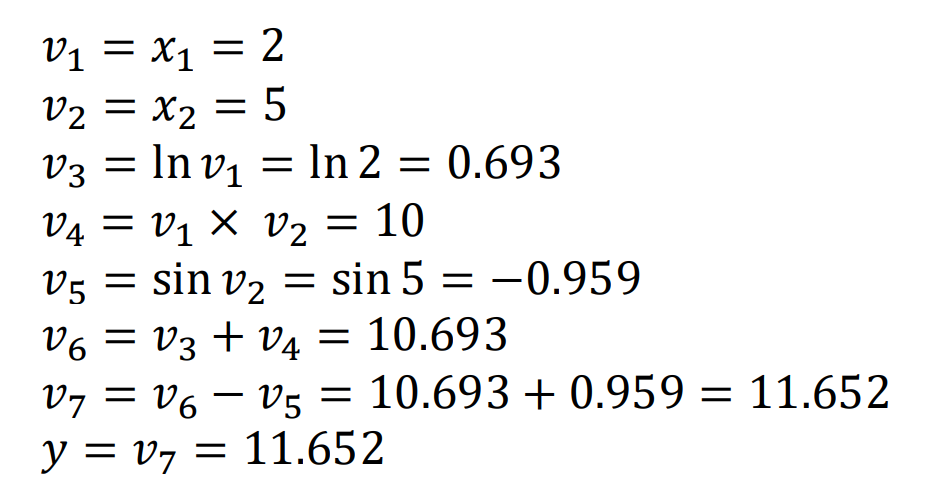 v₁ = x₁ = 2
v₂ = x₂ = 5
v₃ = ln v₁ = ln 2 = 0.693
v₄ = v₁ × v₂ = 10
v₅ = sin v₂ = sin 5 = −0.959
v₆ = v₃ + v₄ = 10.693
v₇ = v₆ − v₅ = 10.693 + 0.959 = 11.652
y = v₇ = 11.652